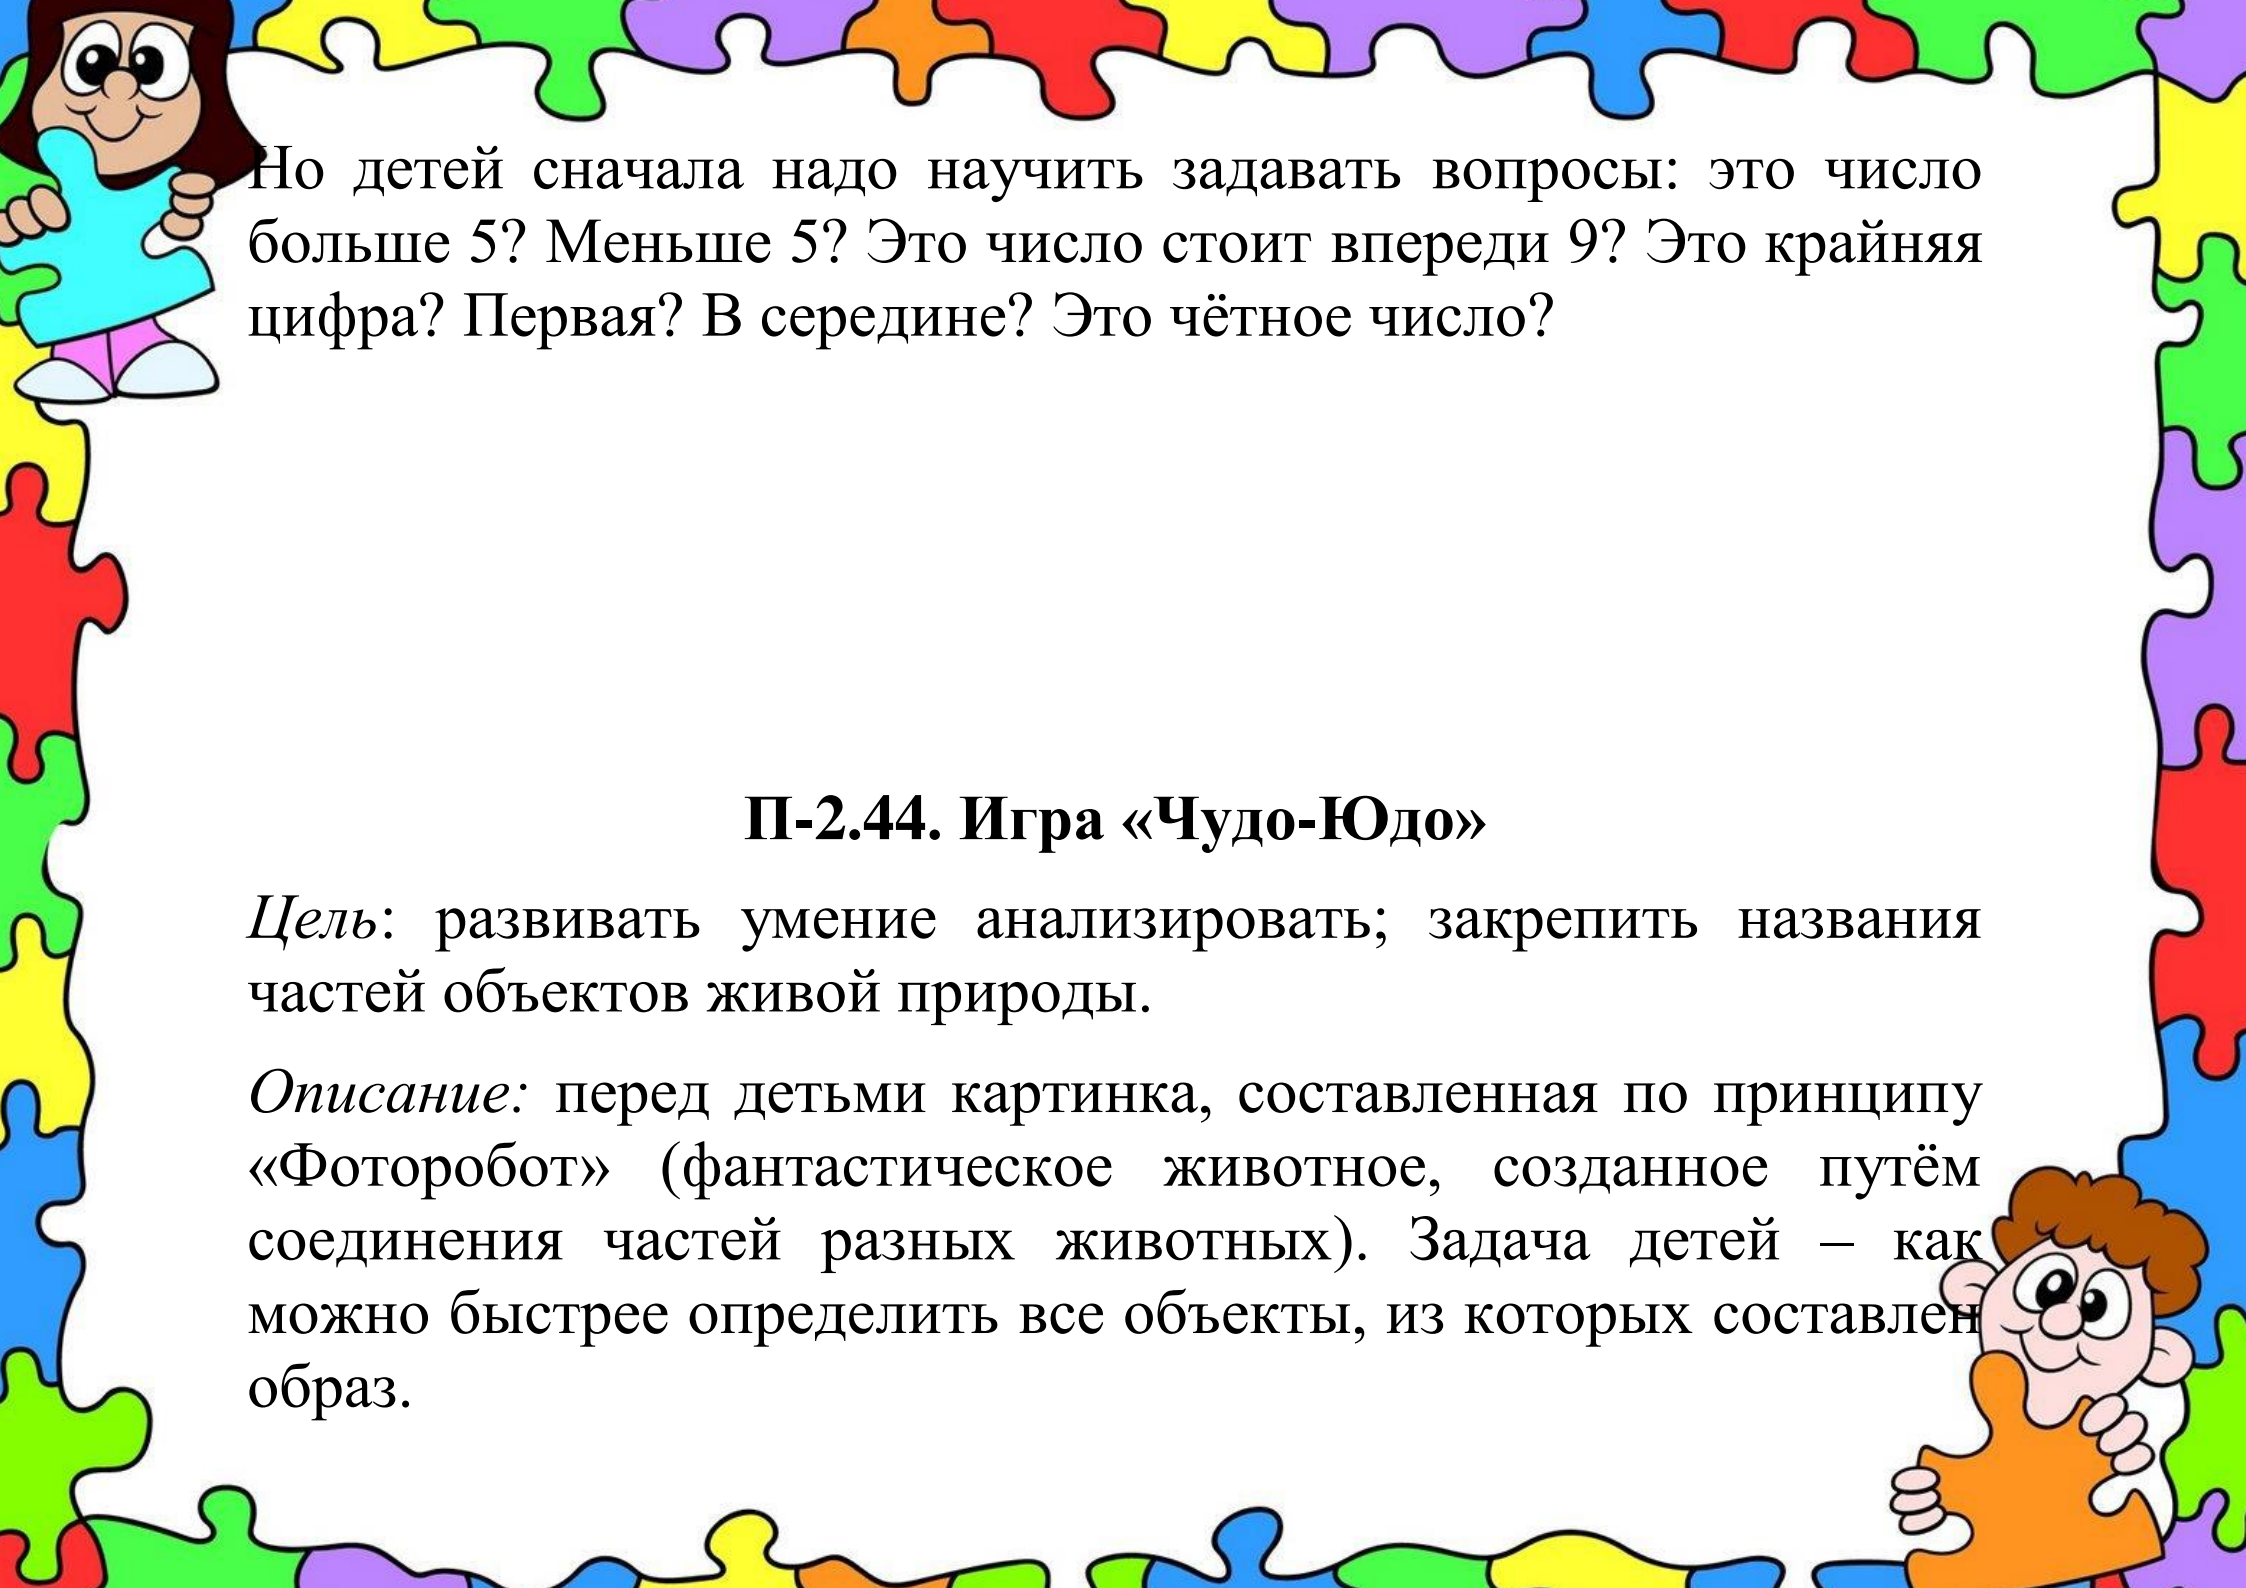 Но детей сначала надо научить задавать вопросы: это число
больше 5? Меньше 5? Это число стоит впереди 9? Это крайняя
цифра? Первая? В середине? Это чётное число?
П-2.44. Игра «Чудо-Юдо»
Цель: развивать умение анализировать; закрепить названия
частей объектов живой природы.
Описание: перед детьми картинка, составленная по принципу
«Фоторобот» (фантастическое животное, созданное путём
соединения частей разных животных). Задача детей – как
можно быстрее определить все объекты, из которых составлен
образ.